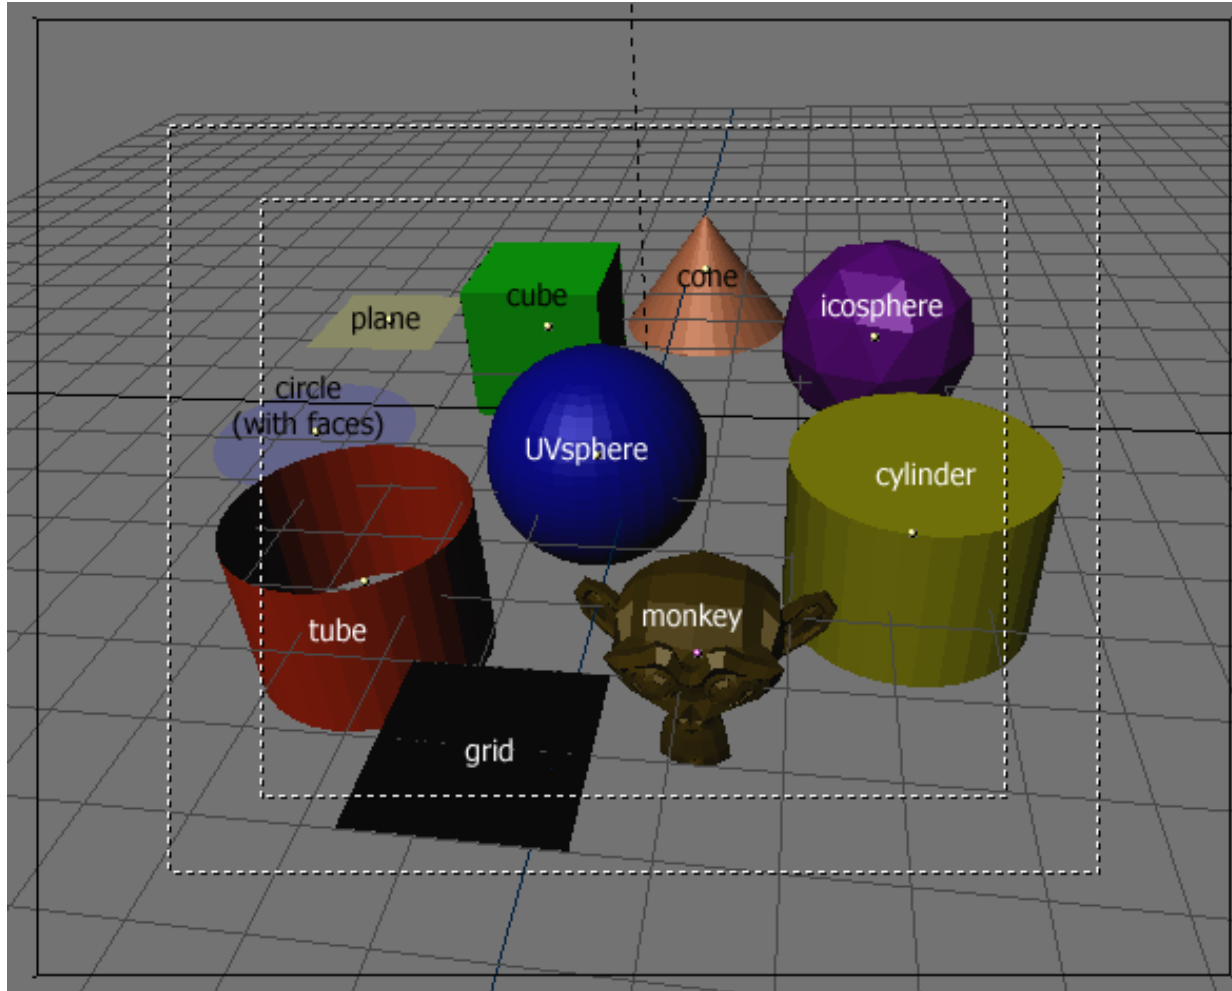 cone
cube
icosphere
plane
circle
(with faces)
UVsphere
cylinder
monkey
tube
grid